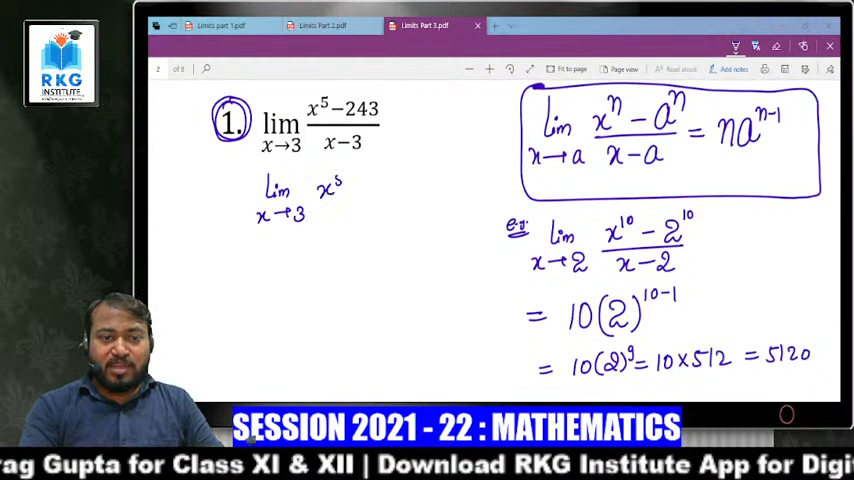 Limits part 1.pdf
Limits Part 2.pdf
Limits Part 3.pdf
2 of 8
Fit to page
Page view
Read aloud
Add notes
RKG
INSTITUTE
1. lim x→3 (x⁵−243)/(x−3)
lim x→3 x⁵
lim x→a (xⁿ − aⁿ)/(x−a) = naⁿ⁻¹
e.g. lim x→2 (x¹⁰ − 2¹⁰)/(x−2)
= 10(2)¹⁰⁻¹
= 10(2)⁹ = 10×512 = 5120
SESSION 2021 - 22 : MATHEMATICS
rag Gupta for Class XI & XII | Download RKG Institute App for Digi